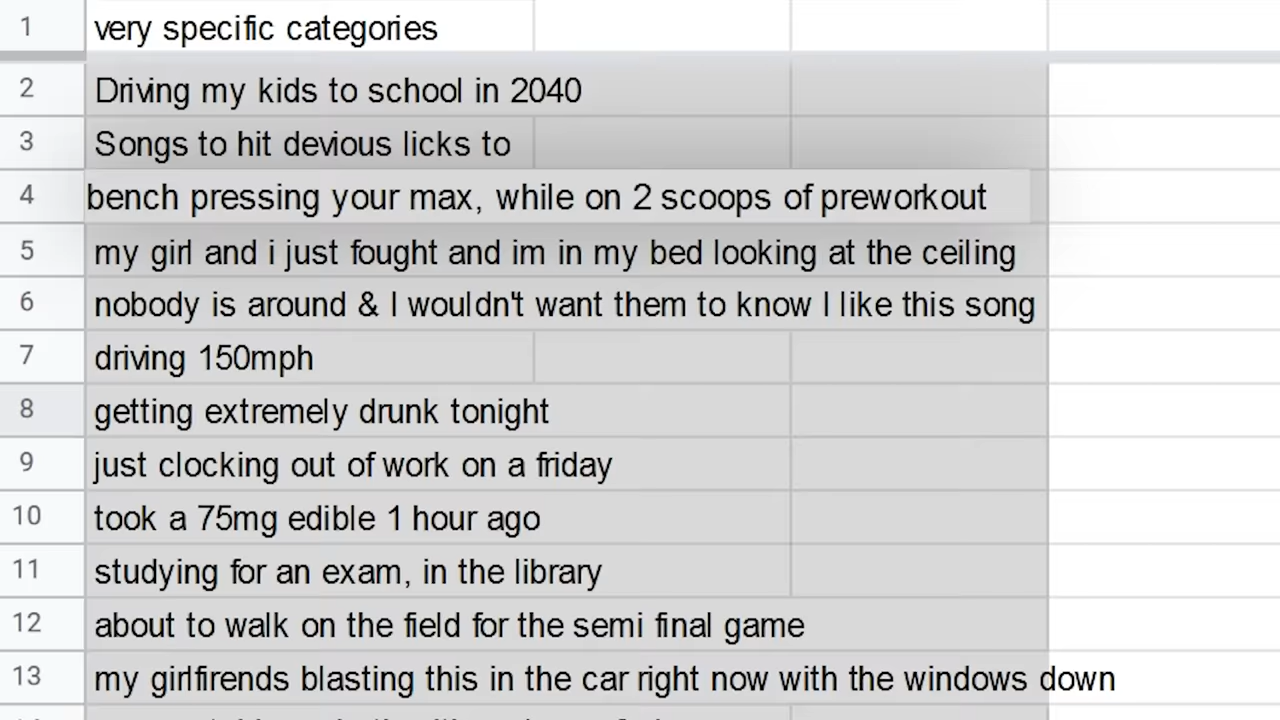 1 very specific categories
2 Driving my kids to school in 2040
3 Songs to hit devious licks to
4 bench pressing your max, while on 2 scoops of preworkout
5 my girl and i just fought and im in my bed looking at the ceiling
6 nobody is around & I wouldn't want them to know I like this song
7 driving 150mph
8 getting extremely drunk tonight
9 just clocking out of work on a friday
10 took a 75mg edible 1 hour ago
11 studying for an exam, in the library
12 about to walk on the field for the semi final game
13 my girlfirends blasting this in the car right now with the windows down